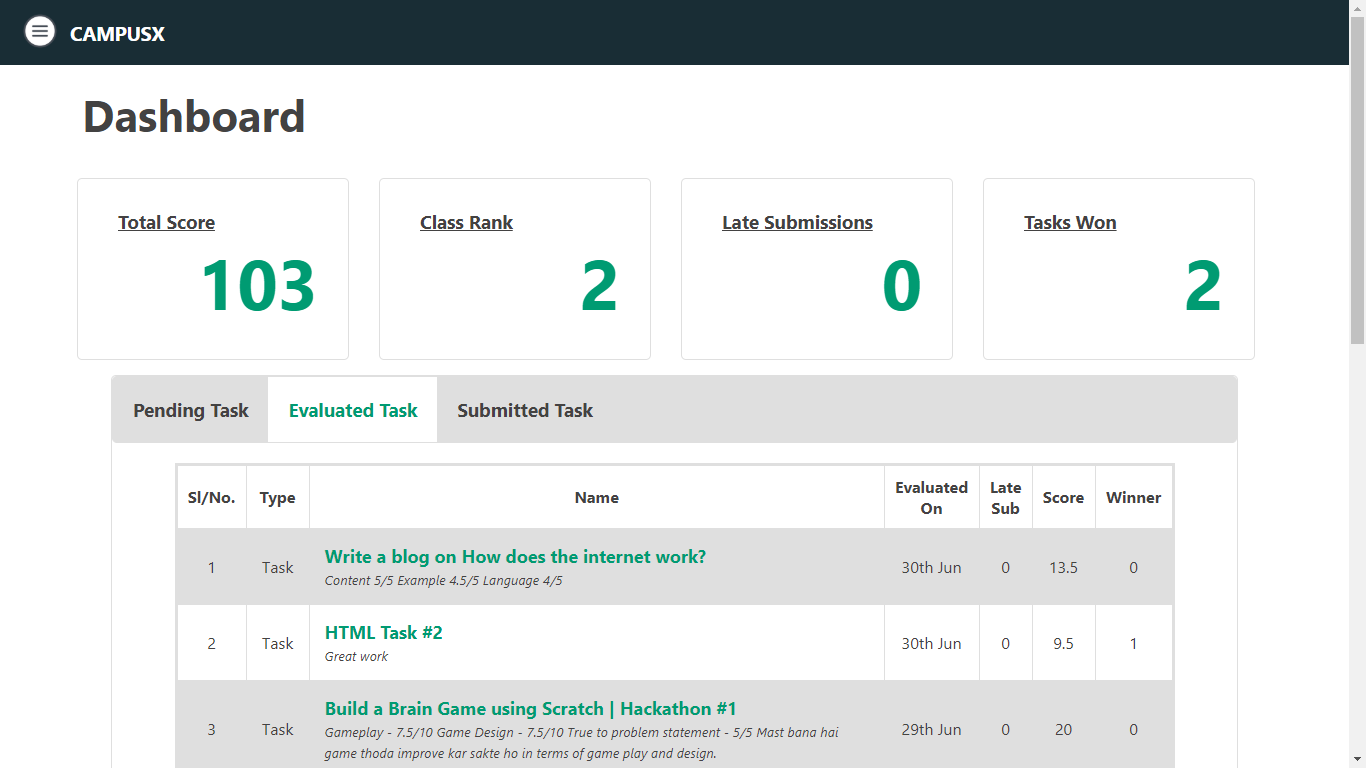 CAMPUSX
Dashboard
Total Score
103
Class Rank
2
Late Submissions
0
Tasks Won
2
Pending Task
Evaluated Task
Submitted Task
Sl/No.
Type
Name
Evaluated
On
Late
Sub
Score
Winner
1
Task
Write a blog on How does the internet work?
Content 5/5 Example 4.5/5 Language 4/5
30th Jun
0
13.5
0
2
Task
HTML Task #2
Great work
30th Jun
0
9.5
1
3
Task
Build a Brain Game using Scratch | Hackathon #1
Gameplay - 7.5/10 Game Design - 7.5/10 True to problem statement - 5/5 Mast bana hai
game thoda improve kar sakte ho in terms of game play and design.
29th Jun
0
20
0